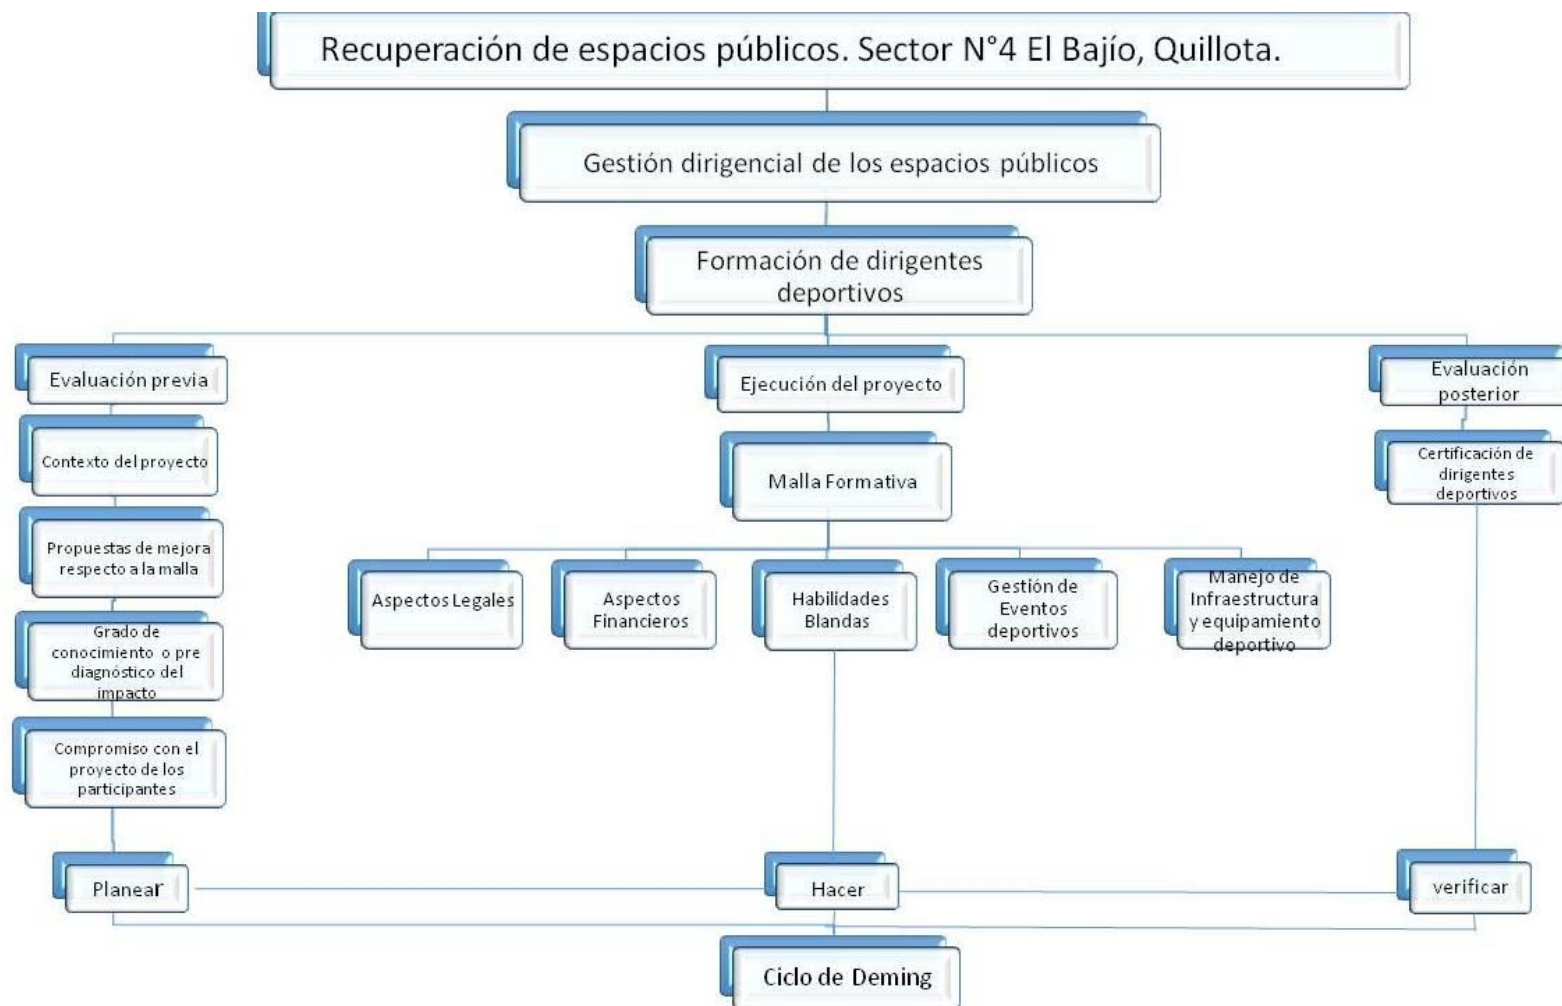 Recuperación de espacios públicos. Sector N°4 El Bajío, Quillota.
Gestión dirigencial de los espacios públicos
Formación de dirigentes
deportivos
Evaluación previa
Ejecución del proyecto
Evaluación
posterior
Contexto del proyecto
Malla Formativa
Certificación de
dirigentes
deportivos
Propuestas de mejora
respecto a la malla
Aspectos Legales
Aspectos
Financieros
Habilidades
Blandas
Gestión de
Eventos
deportivos
Manejo de
Infraestructura
y equipamiento
deportivo
Grado de
conocimiento o pre
diagnóstico del
impacto
Compromiso con el
proyecto de los
participantes
Planear
Hacer
verificar
Ciclo de Deming